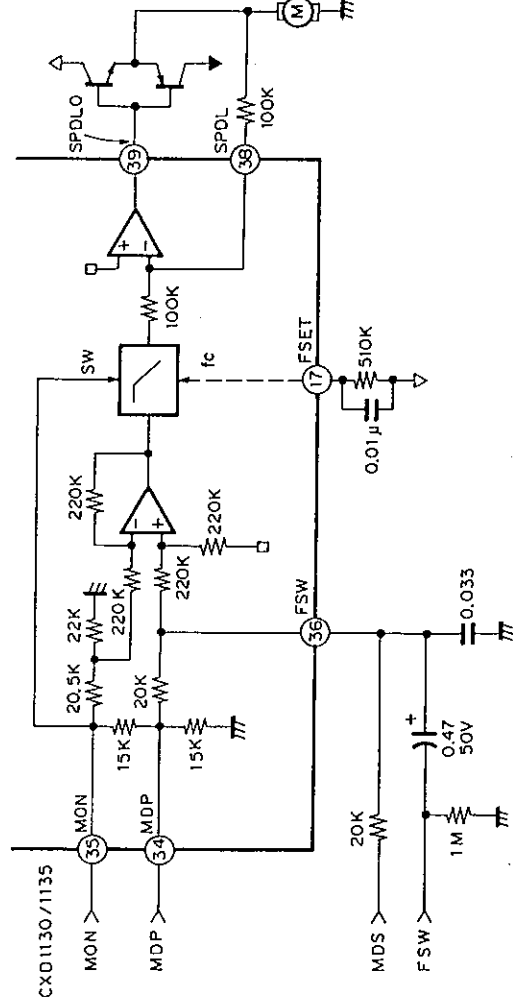 CXD1130/1135
MON
35
MON
MDP
34
MDP
20.5K
22K
15K
15K
20K
220K
220K
220K
220K
−
+
SW
fc
100K
+
−
SPDLO
39
SPDL
38
100K
M
FSW
36
FSET
17
0.01μ
510K
MDS
20K
FSW
1M
+
0.47
50V
0.033